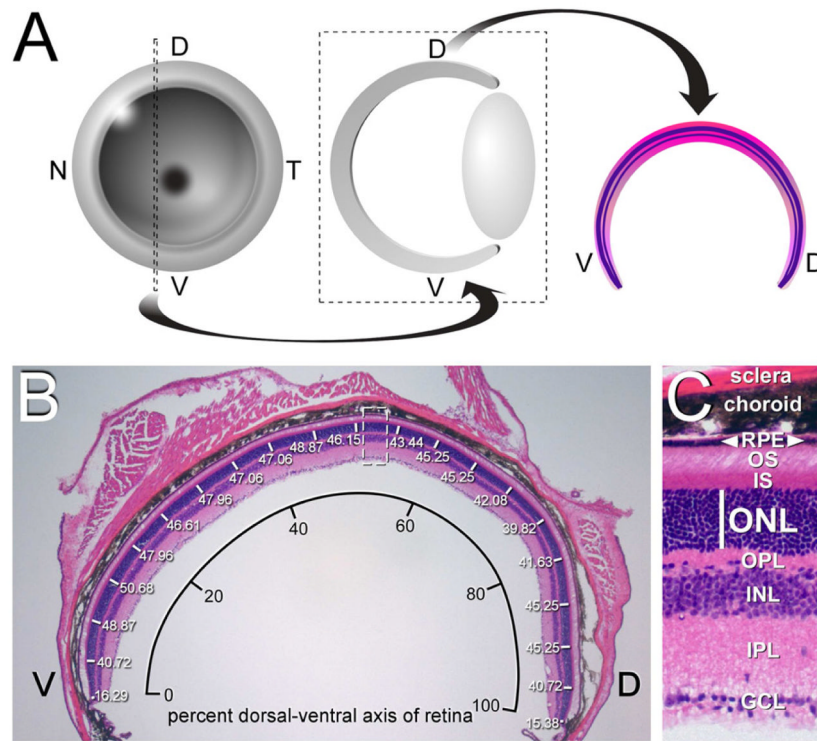 A
D
N
T
V
D
V
V
D
B
16.29
40.72
48.87
50.68
47.96
46.61
47.96
47.06
47.06
48.87
46.15
43.44
45.25
45.25
42.08
39.82
41.63
45.25
45.25
40.72
15.38
0
20
40
60
80
100
percent dorsal-ventral axis of retina
V
D
C
sclera
choroid
RPE
OS
IS
ONL
OPL
INL
IPL
GCL